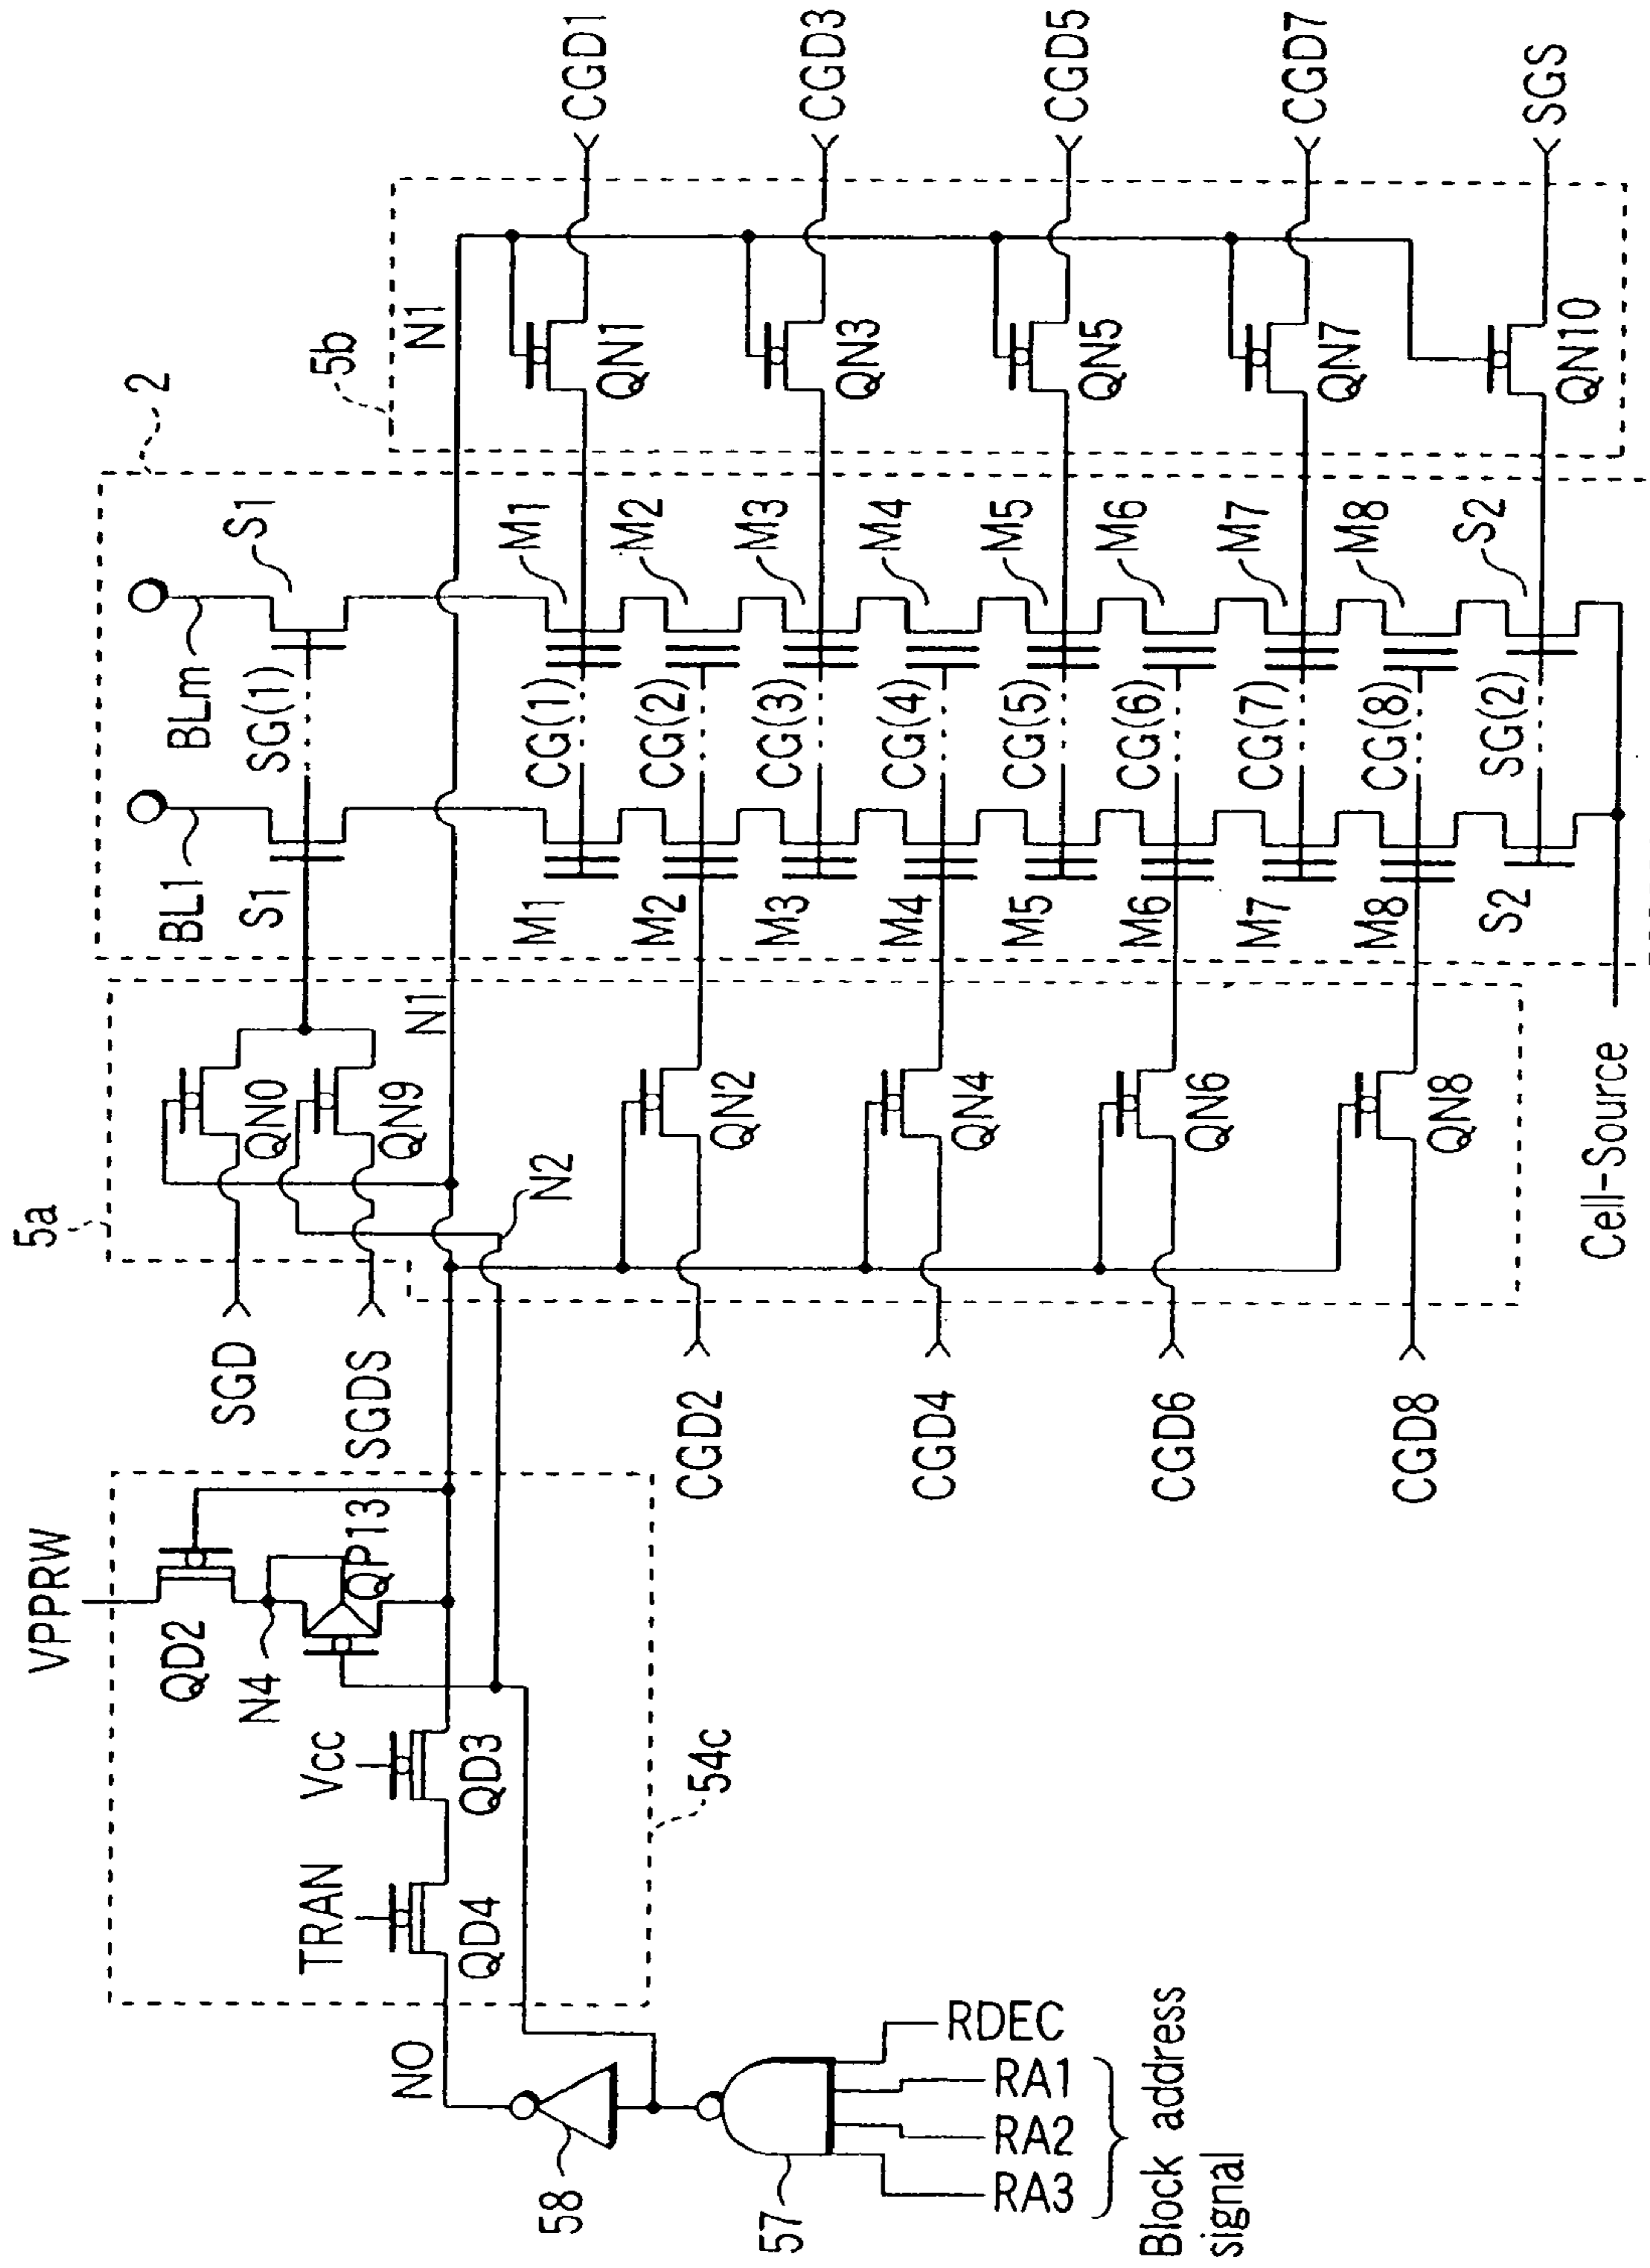 VPPRW
QD2
N4
QP13
Vcc
QD3
TRAN
QD4
54c
NO
58
57
RDEC
RA1
RA2
RA3
Block address
signal
5a
SGD
SGDS
QN0
QN9
N1
N2
CGD2
QN2
CGD4
QN4
CGD6
QN6
CGD8
QN8
Cell-Source
2
BL1
BLm
S1
SG(1)
S1
M1
CG(1)
M1
M2
CG(2)
M2
M3
CG(3)
M3
M4
CG(4)
M4
M5
CG(5)
M5
M6
CG(6)
M6
M7
CG(7)
M7
M8
CG(8)
M8
S2
SG(2)
S2
5b
N1
QN1
CGD1
QN3
CGD3
QN5
CGD5
QN7
CGD7
QN10
SGS